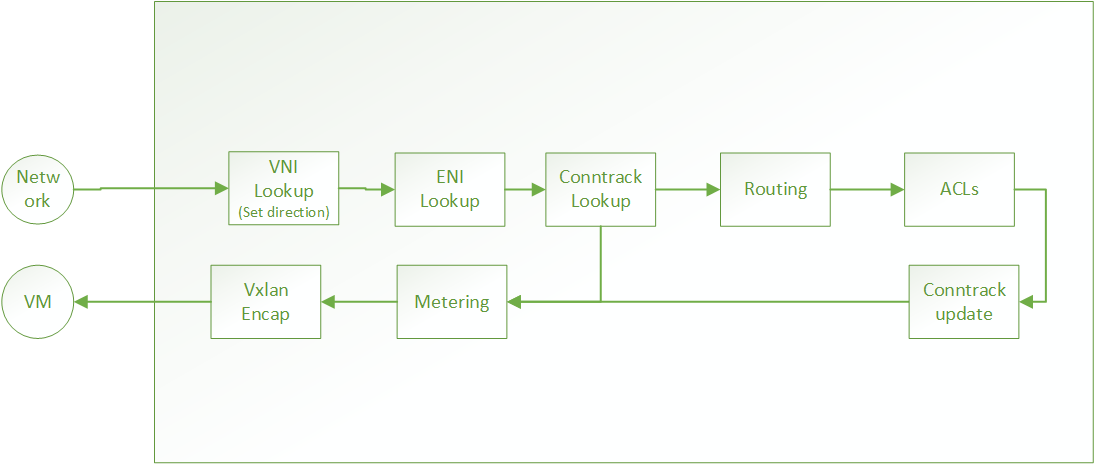 Netw
ork
VNI
Lookup
(Set direction)
ENI
Lookup
Conntrack
Lookup
Routing
ACLs
VM
Vxlan
Encap
Metering
Conntrack
update